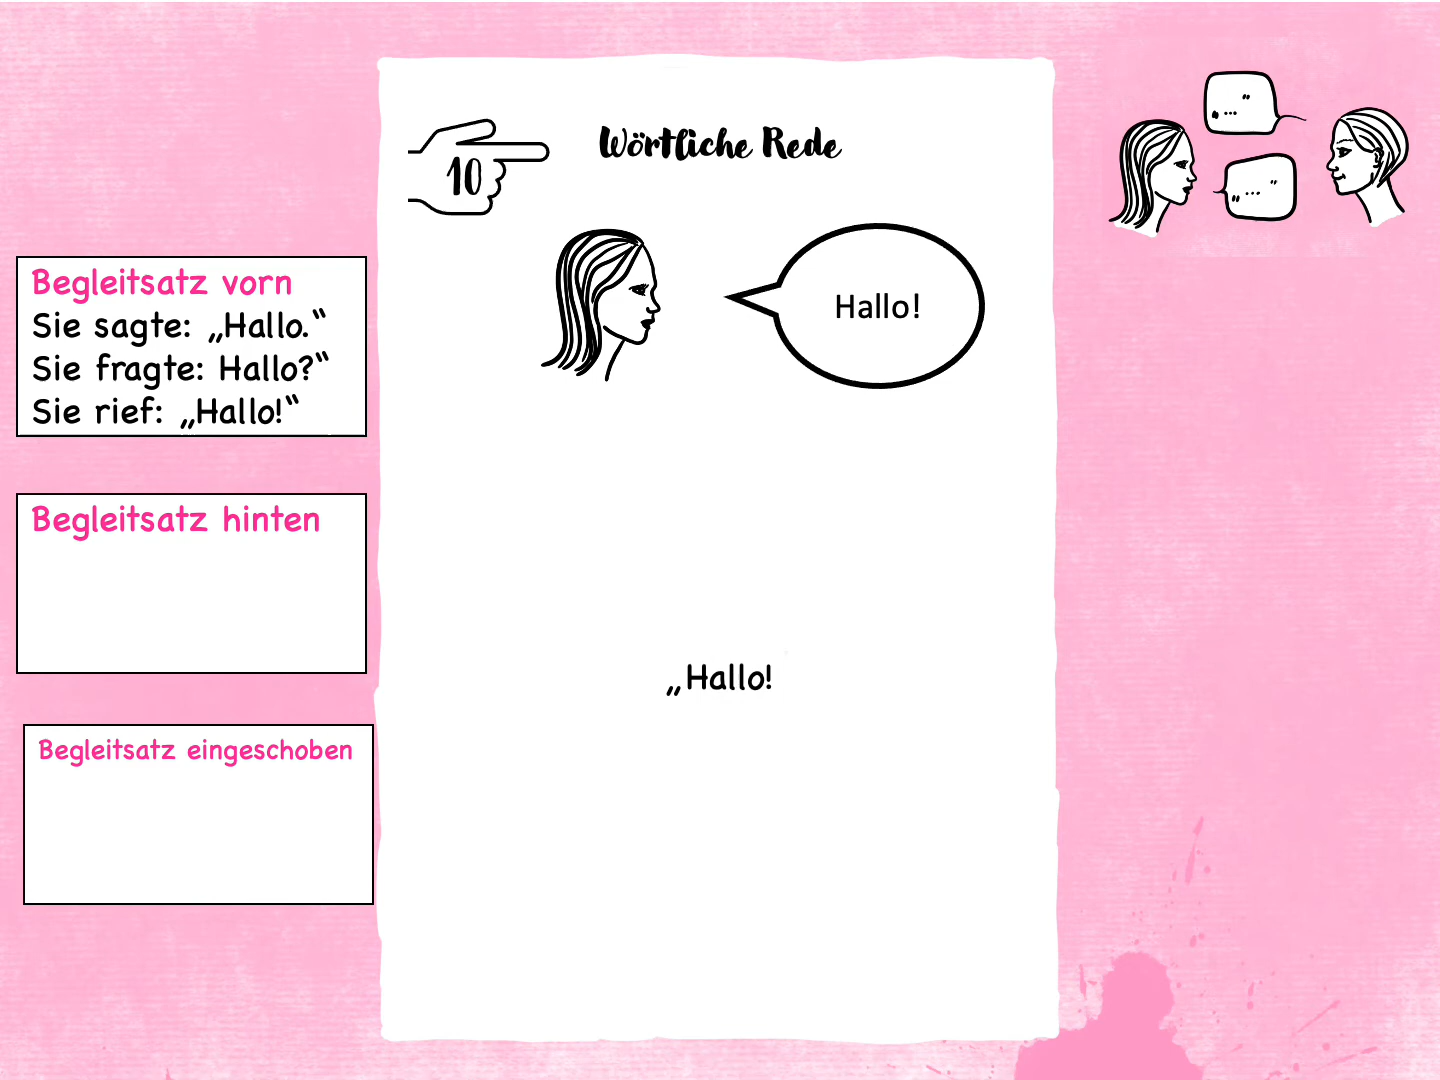 Wörtliche Rede
10
Hallo!
Begleitsatz vorn
Sie sagte: „Hallo.“
Sie fragte: Hallo?“
Sie rief: „Hallo!“
Begleitsatz hinten
„Hallo!
Begleitsatz eingeschoben
„ ... “
„ ... “